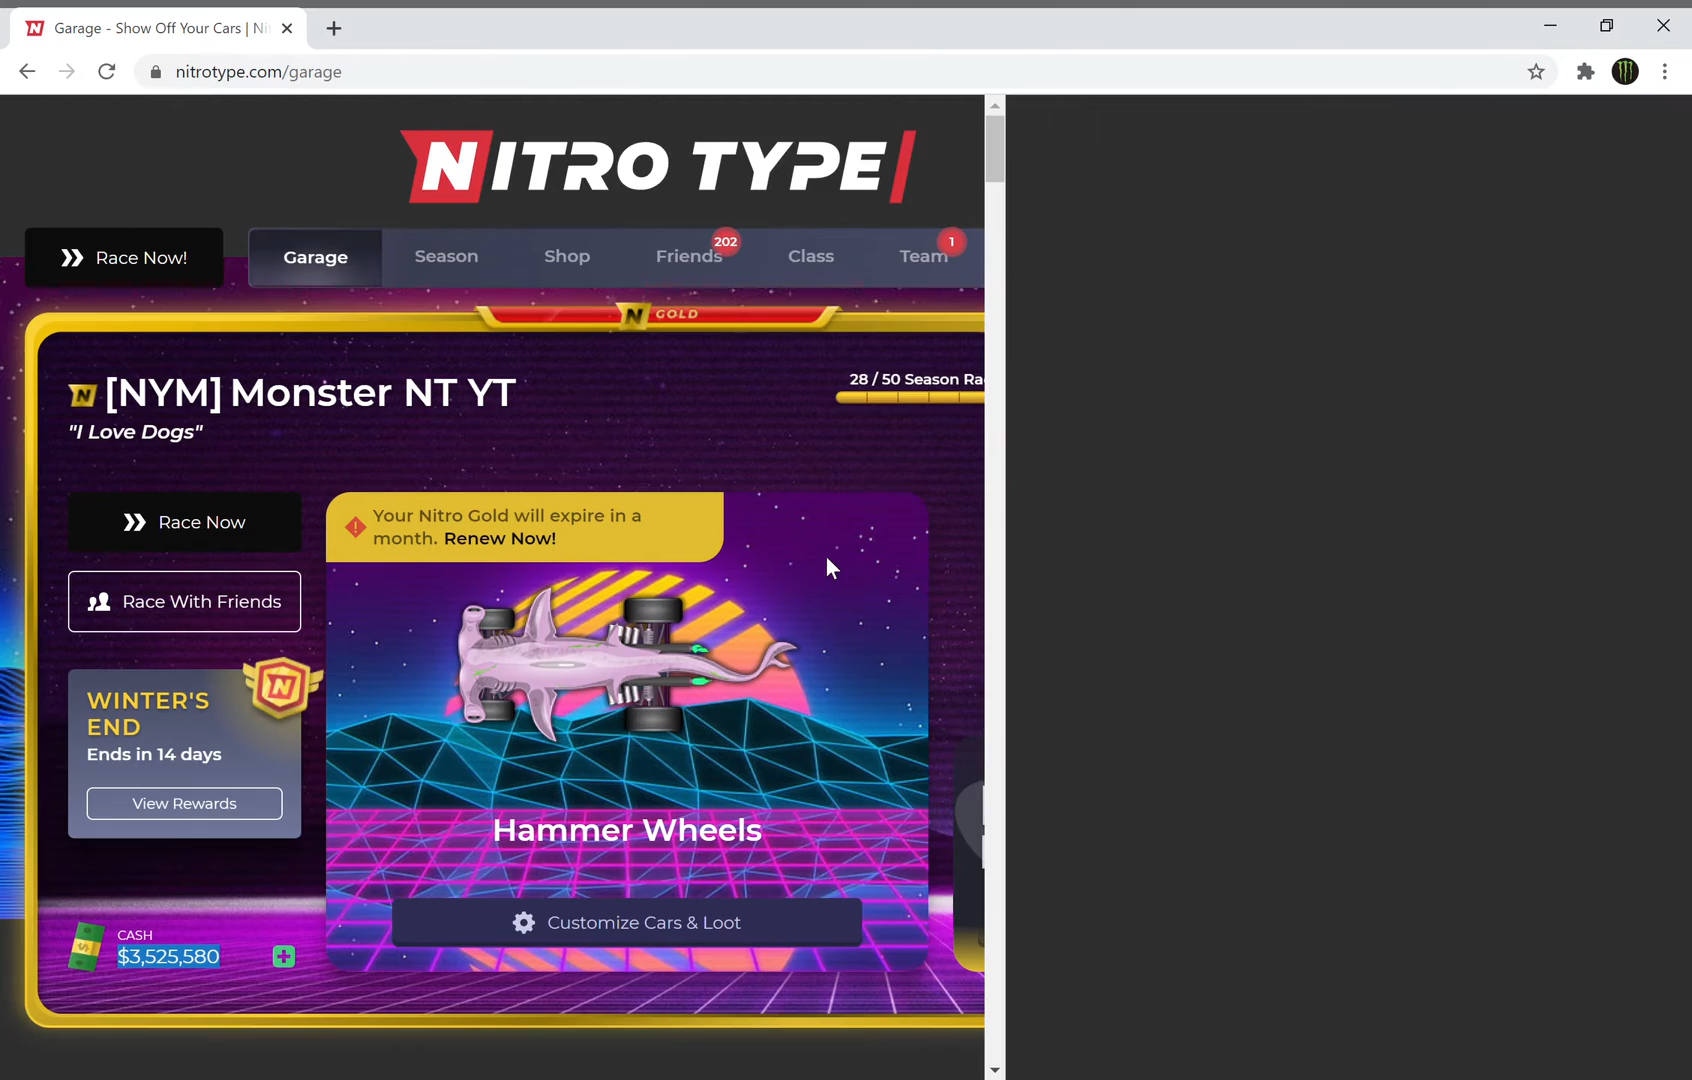 Garage - Show Off Your Cars | Ni
nitrotype.com/garage
NITRO TYPE
Race Now!
Garage
Season
Shop
Friends
202
Class
Team
1
N GOLD
N [NYM] Monster NT YT
28 / 50 Season Ra
"I Love Dogs"
Race Now
Your Nitro Gold will expire in a
month. Renew Now!
Race With Friends
WINTER'S
END
Ends in 14 days
View Rewards
Hammer Wheels
Customize Cars & Loot
CASH
$3,525,580